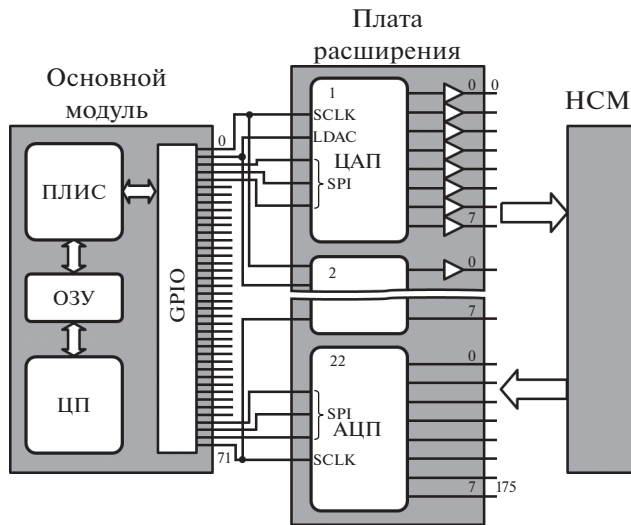 Плата
расширения
Основной
модуль
НСМ
0
ПЛИС
ОЗУ
ЦП
GPIO
71
1
SCLK
LDAC
ЦАП
SPI
0
0
7
2
0
7
22
SPI
АЦП
SCLK
0
7
175